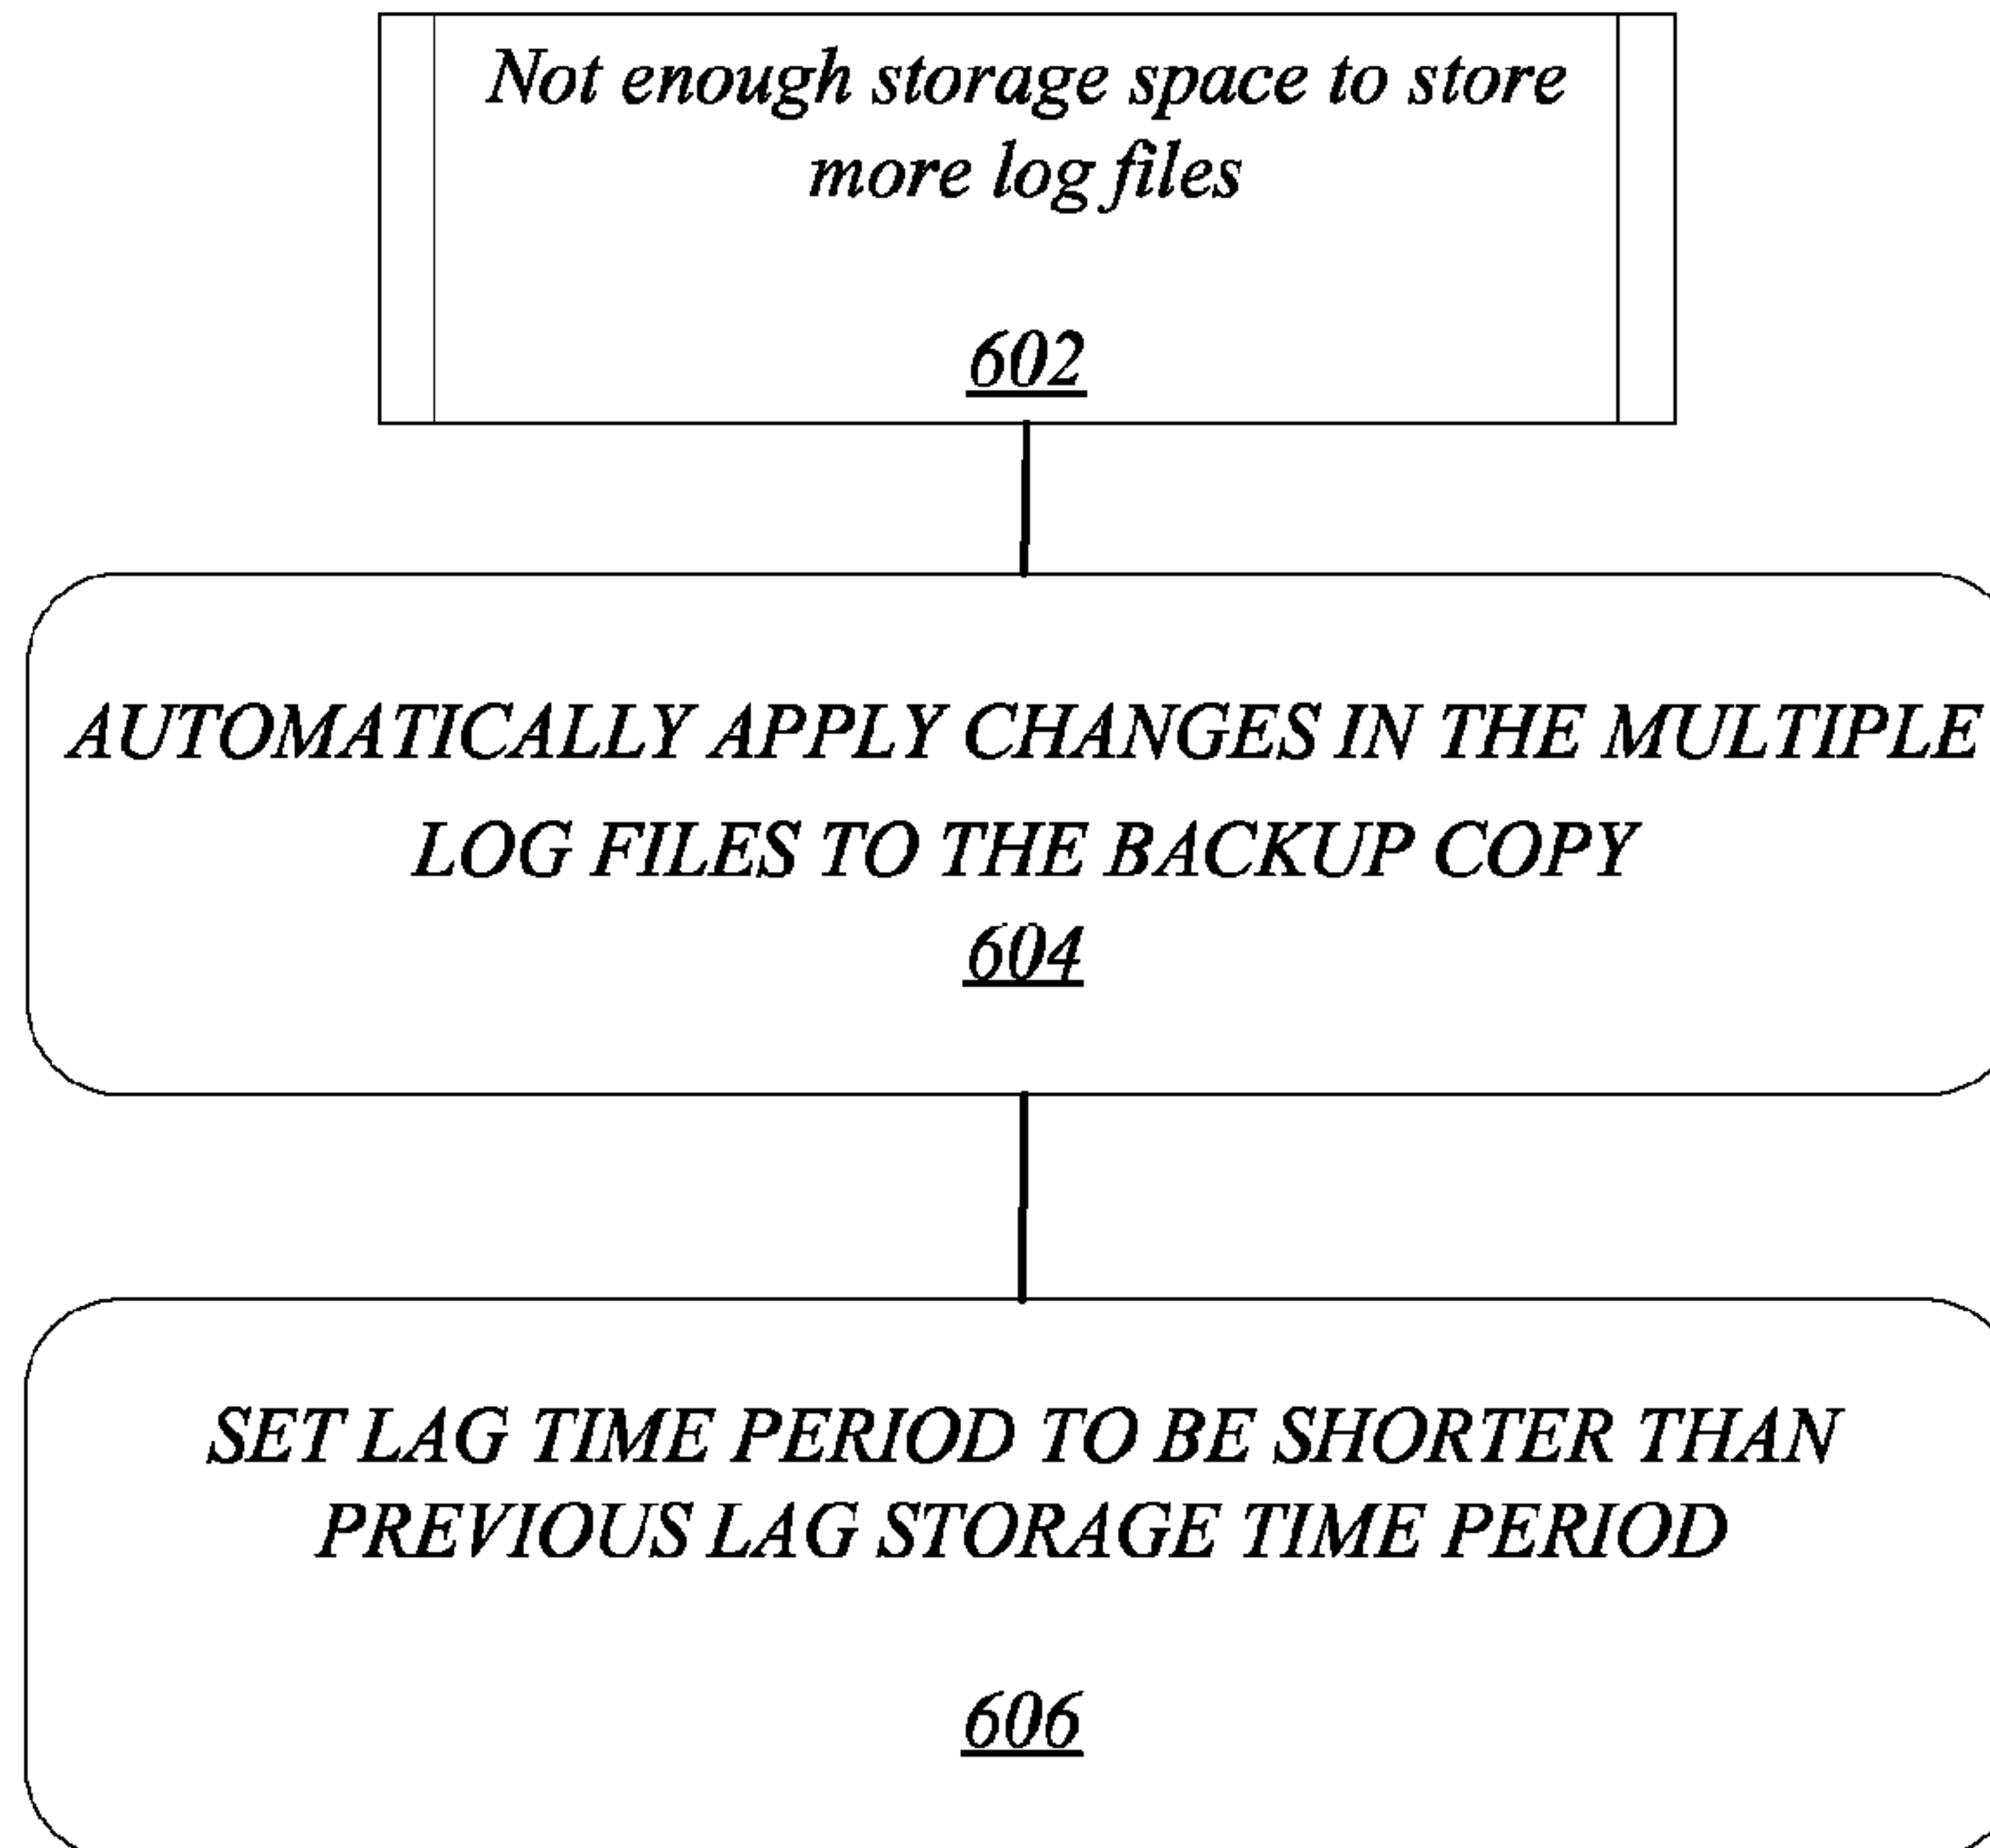 Not enough storage space to store
more log files
602
AUTOMATICALLY APPLY CHANGES IN THE MULTIPLE
LOG FILES TO THE BACKUP COPY
604
SET LAG TIME PERIOD TO BE SHORTER THAN
PREVIOUS LAG STORAGE TIME PERIOD
606